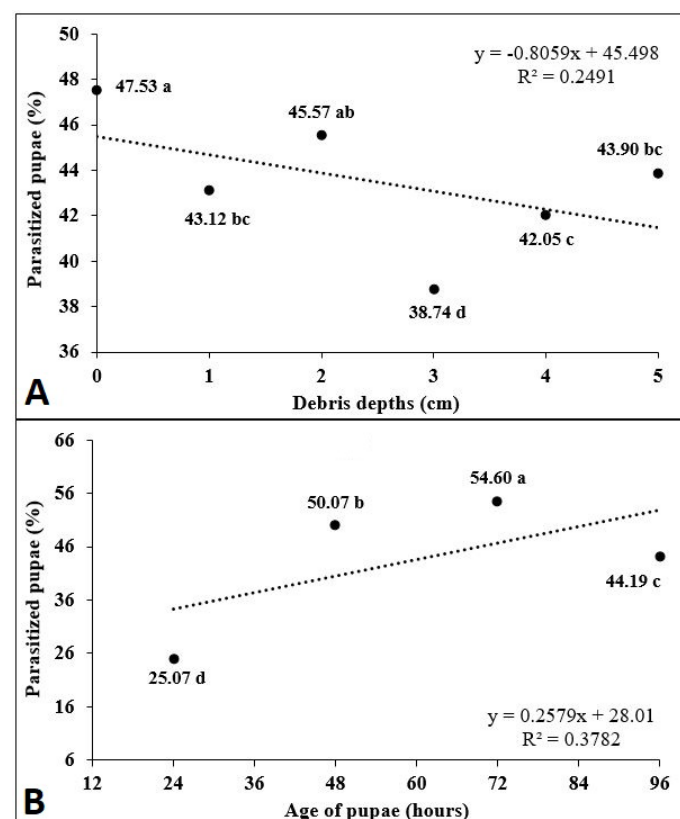 50
48
46
44
42
40
38
36
Parasitized pupae (%)
y = -0.8059x + 45.498
R² = 0.2491
47.53 a
43.12 bc
45.57 ab
38.74 d
42.05 c
43.90 bc
0 1 2 3 4 5
Debris depths (cm)
A
66
56
46
36
26
16
6
Parasitized pupae (%)
25.07 d
50.07 b
54.60 a
44.19 c
y = 0.2579x + 28.01
R² = 0.3782
12 24 36 48 60 72 84 96
Age of pupae (hours)
B